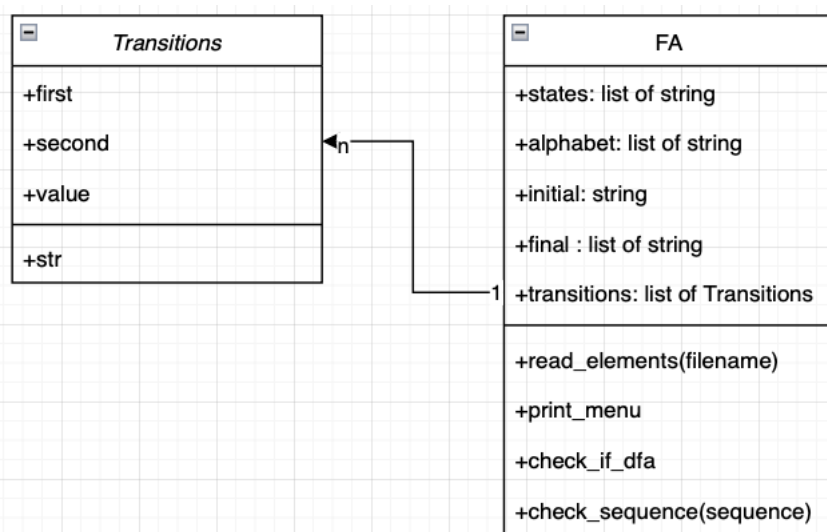 Transitions
+first
+second
+value
+str
n
1
FA
+states: list of string
+alphabet: list of string
+initial: string
+final : list of string
+transitions: list of Transitions
+read_elements(filename)
+print_menu
+check_if_dfa
+check_sequence(sequence)